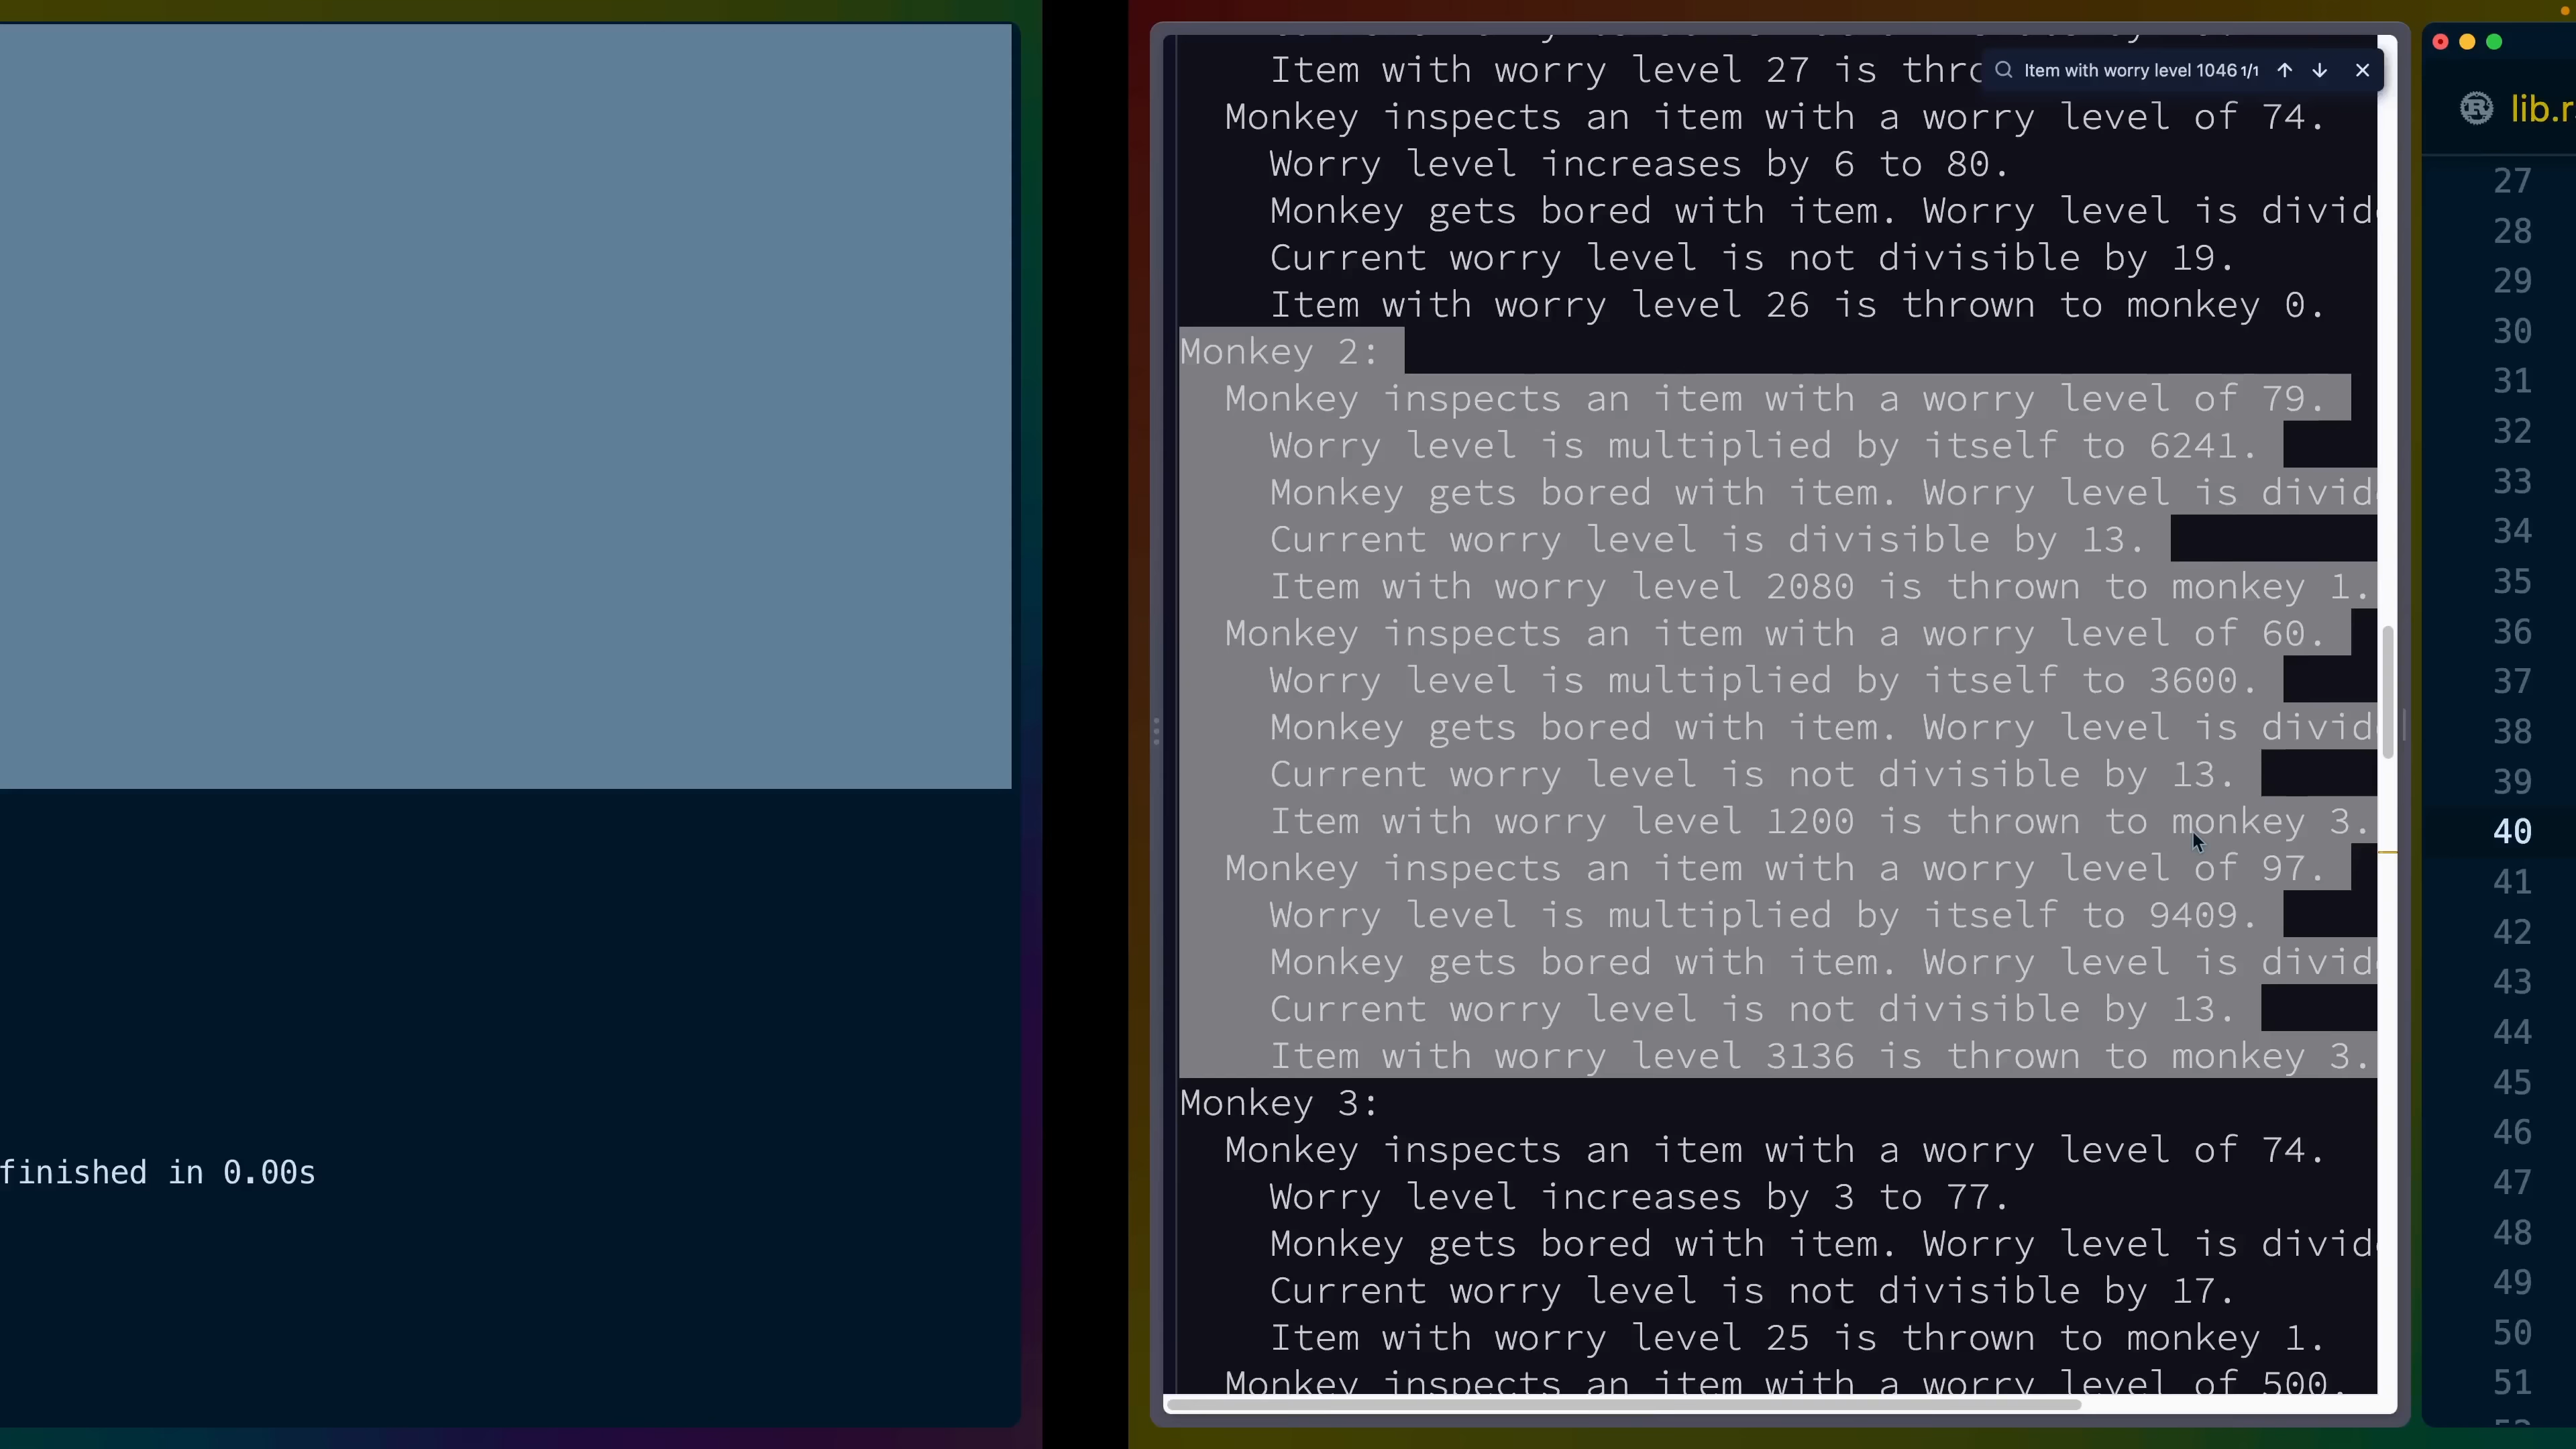 finished in 0.00s
Item with worry level 27 is thro
Item with worry level 1046 1/1
Monkey inspects an item with a worry level of 74.
Worry level increases by 6 to 80.
Monkey gets bored with item. Worry level is divid
Current worry level is not divisible by 19.
Item with worry level 26 is thrown to monkey 0.
Monkey 2:
Monkey inspects an item with a worry level of 79.
Worry level is multiplied by itself to 6241.
Monkey gets bored with item. Worry level is divid
Current worry level is divisible by 13.
Item with worry level 2080 is thrown to monkey 1.
Monkey inspects an item with a worry level of 60.
Worry level is multiplied by itself to 3600.
Monkey gets bored with item. Worry level is divid
Current worry level is not divisible by 13.
Item with worry level 1200 is thrown to monkey 3.
Monkey inspects an item with a worry level of 97.
Worry level is multiplied by itself to 9409.
Monkey gets bored with item. Worry level is divid
Current worry level is not divisible by 13.
Item with worry level 3136 is thrown to monkey 3.
Monkey 3:
Monkey inspects an item with a worry level of 74.
Worry level increases by 3 to 77.
Monkey gets bored with item. Worry level is divid
Current worry level is not divisible by 17.
Item with worry level 25 is thrown to monkey 1.
Monkey inspects an item with a worry level of 500.
lib.r
27
28
29
30
31
32
33
34
35
36
37
38
39
40
41
42
43
44
45
46
47
48
49
50
51